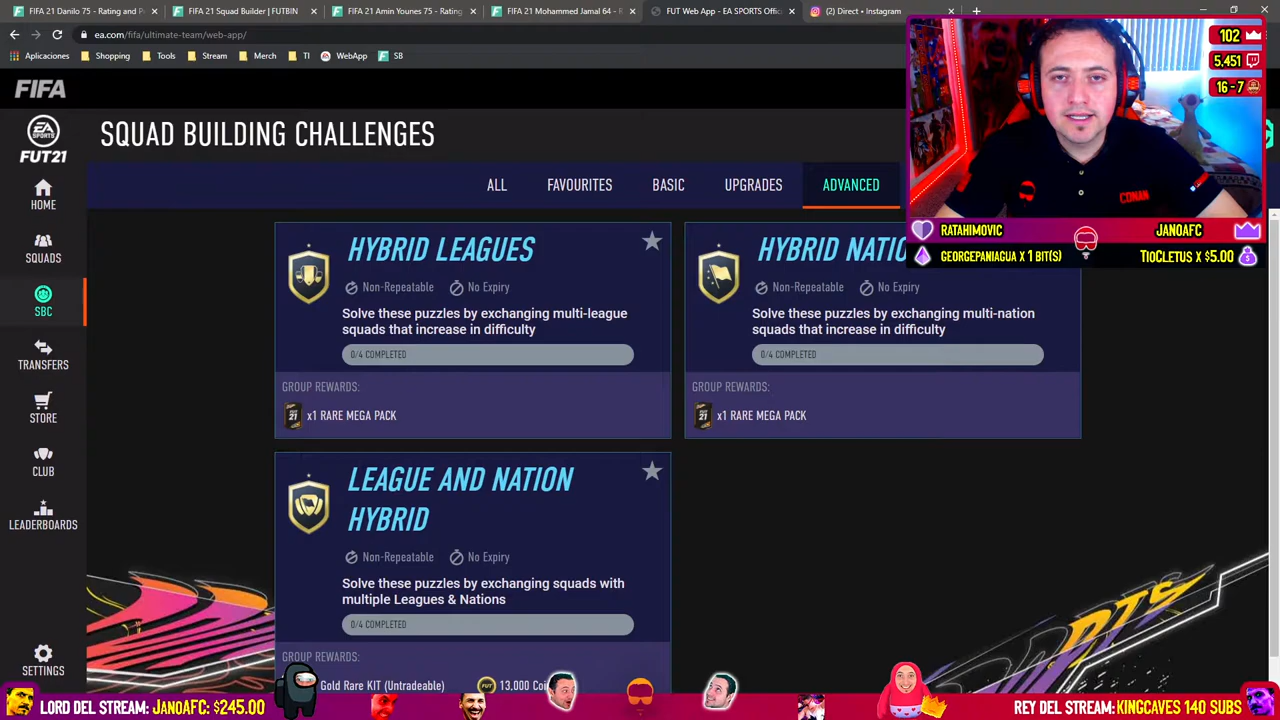 FIFA 21 Danilo 75 - Rating and P
FIFA 21 Squad Builder | FUTBIN
FIFA 21 Amin Younes 75 - Rating
FIFA 21 Mohammed Jamal 64 - R
FUT Web App - EA SPORTS Offic
(2) Direct • Instagram
ea.com/fifa/ultimate-team/web-app/
Aplicaciones
Shopping
Tools
Stream
Merch
TI
WebApp
SB
102
5.451
16 - 7
CONAN
RATAHIMOVIC
JANOAFC
GEORGEPANIAGUA X 1 BIT(S)
TIOCLETUS X $5.00
FIFA
EA SPORTS
FUT21
HOME
SQUADS
SBC
TRANSFERS
STORE
CLUB
LEADERBOARDS
SETTINGS
SQUAD BUILDING CHALLENGES
ALL
FAVOURITES
BASIC
UPGRADES
ADVANCED
HYBRID LEAGUES
Non-Repeatable
No Expiry
Solve these puzzles by exchanging multi-league
squads that increase in difficulty
0/4 COMPLETED
GROUP REWARDS:
21
x1 RARE MEGA PACK
HYBRID NATIO
Non-Repeatable
No Expiry
Solve these puzzles by exchanging multi-nation
squads that increase in difficulty
0/4 COMPLETED
GROUP REWARDS:
21
x1 RARE MEGA PACK
LEAGUE AND NATION
HYBRID
Non-Repeatable
No Expiry
Solve these puzzles by exchanging squads with
multiple Leagues & Nations
0/4 COMPLETED
GROUP REWARDS:
Gold Rare KIT (Untradeable)
FUT
13,000 Coi
LORD DEL STREAM: JANOAFC: $245.00
REY DEL STREAM: KINGCAVES 140 SUBS